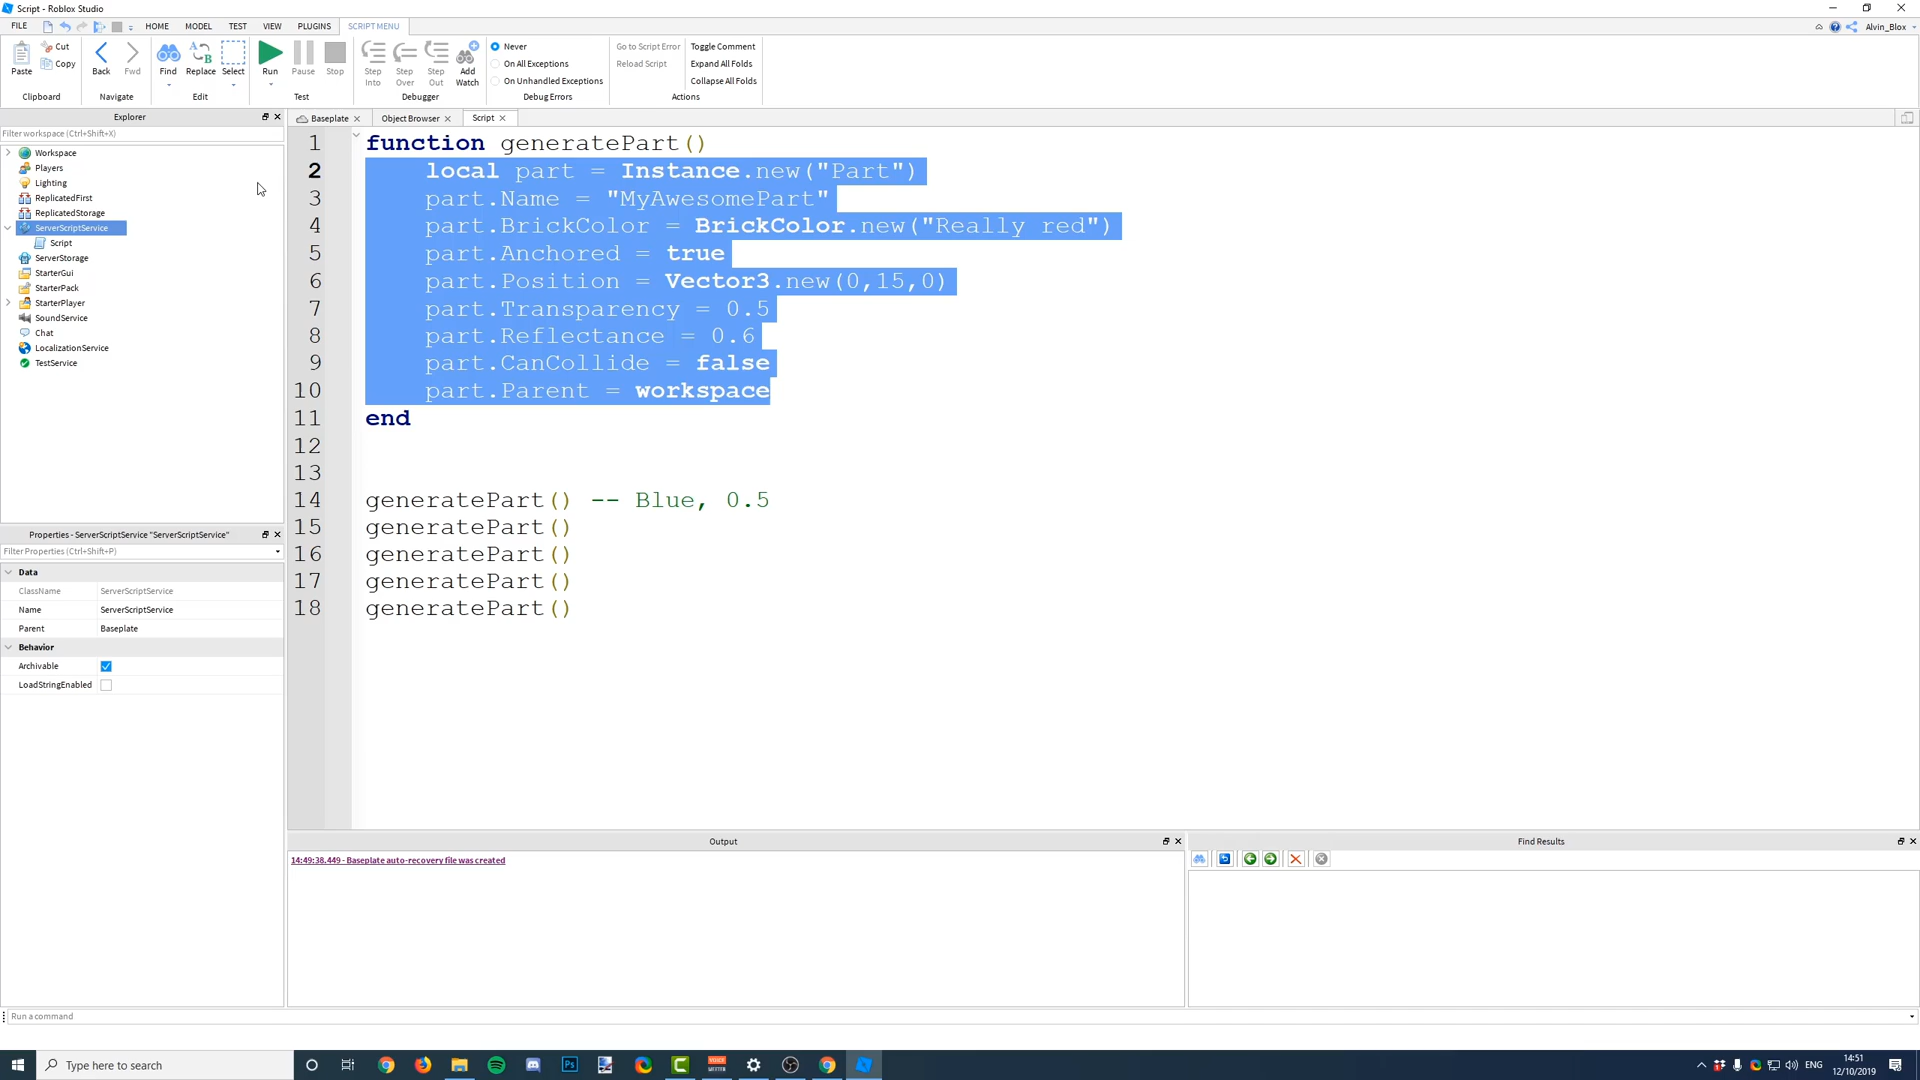 Script - Roblox Studio
FILE HOME MODEL TEST VIEW PLUGINS SCRIPT MENU Alvin_Blox
Paste Cut Copy Back Fwd Find Replace Select Run Pause Stop Step Into Step Over Step Out Add Watch
Never
On All Exceptions
On Unhandled Exceptions
Go to Script Error
Reload Script
Toggle Comment
Expand All Folds
Collapse All Folds
Clipboard Navigate Edit Test Debugger Debug Errors Actions
Explorer
Filter workspace (Ctrl+Shift+X)
Workspace
Players
Lighting
ReplicatedFirst
ReplicatedStorage
ServerScriptService
Script
ServerStorage
StarterGui
StarterPack
StarterPlayer
SoundService
Chat
LocalizationService
TestService
Properties - ServerScriptService "ServerScriptService"
Filter Properties (Ctrl+Shift+P)
Data
ClassName ServerScriptService
Name ServerScriptService
Parent Baseplate
Behavior
Archivable
LoadStringEnabled
Baseplate Object Browser Script
1 function generatePart()
2 local part = Instance.new("Part")
3 part.Name = "MyAwesomePart"
4 part.BrickColor = BrickColor.new("Really red")
5 part.Anchored = true
6 part.Position = Vector3.new(0,15,0)
7 part.Transparency = 0.5
8 part.Reflectance = 0.6
9 part.CanCollide = false
10 part.Parent = workspace
11 end
12
13
14 generatePart() -- Blue, 0.5
15 generatePart()
16 generatePart()
17 generatePart()
18 generatePart()
Output
14:49:38.449 - Baseplate auto-recovery file was created
Find Results
Run a command
Type here to search
Ps
ENG
14:51
12/10/2019